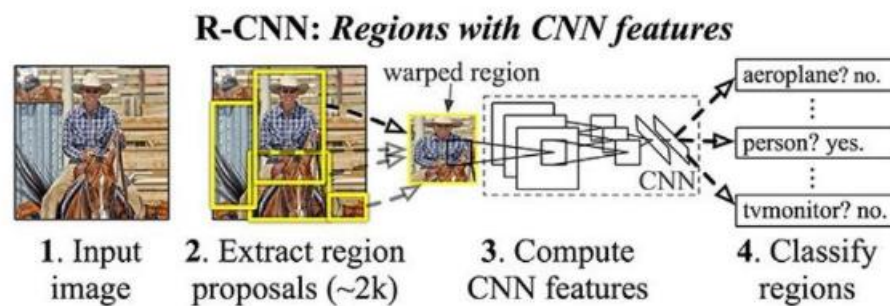 R-CNN: Regions with CNN features
warped region
aeroplane? no.
person? yes.
CNN
tvmonitor? no.
1. Input
image
2. Extract region
proposals (~2k)
3. Compute
CNN features
4. Classify
regions